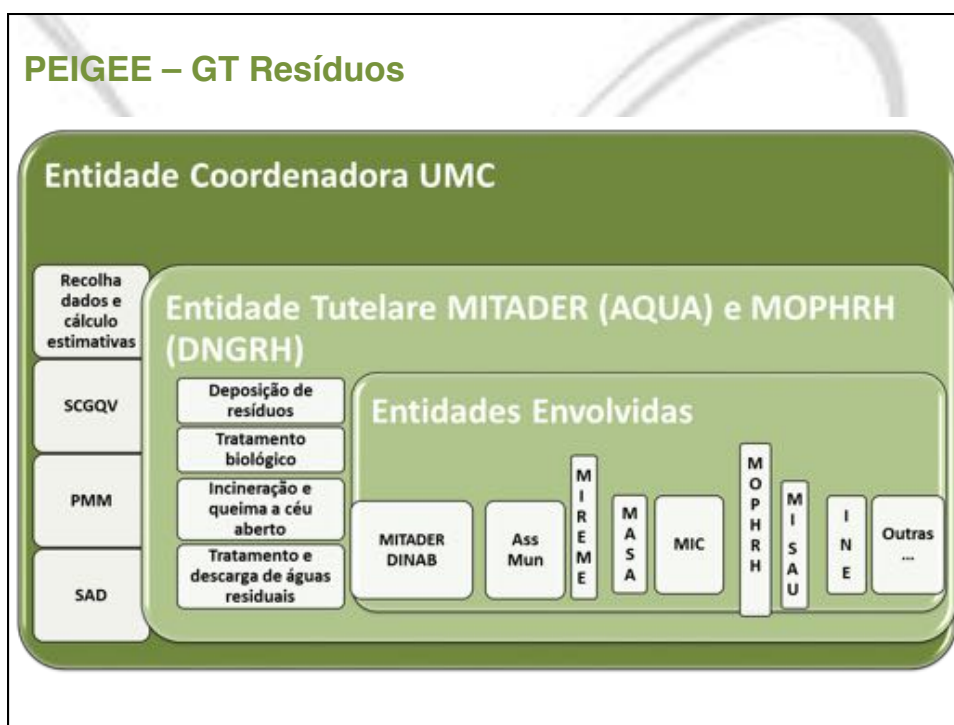 PEIGEE – GT Resíduos
Entidade Coordenadora UMC
Recolha
dados e
cálculo
estimativas
SCGQV
PMM
SAD
Entidade Tutelare MITADER (AQUA) e MOPHRH
(DNGRH)
Deposição de
resíduos
Tratamento
biológico
Incineração e
queima a céu
aberto
Tratamento e
descarga de águas
residuais
Entidades Envolvidas
MITADER
DINAB
Ass
Mun
M
I
R
E
M
E
M
A
S
A
MIC
M
O
P
H
R
H
M
I
S
A
U
I
N
E
Outras
...